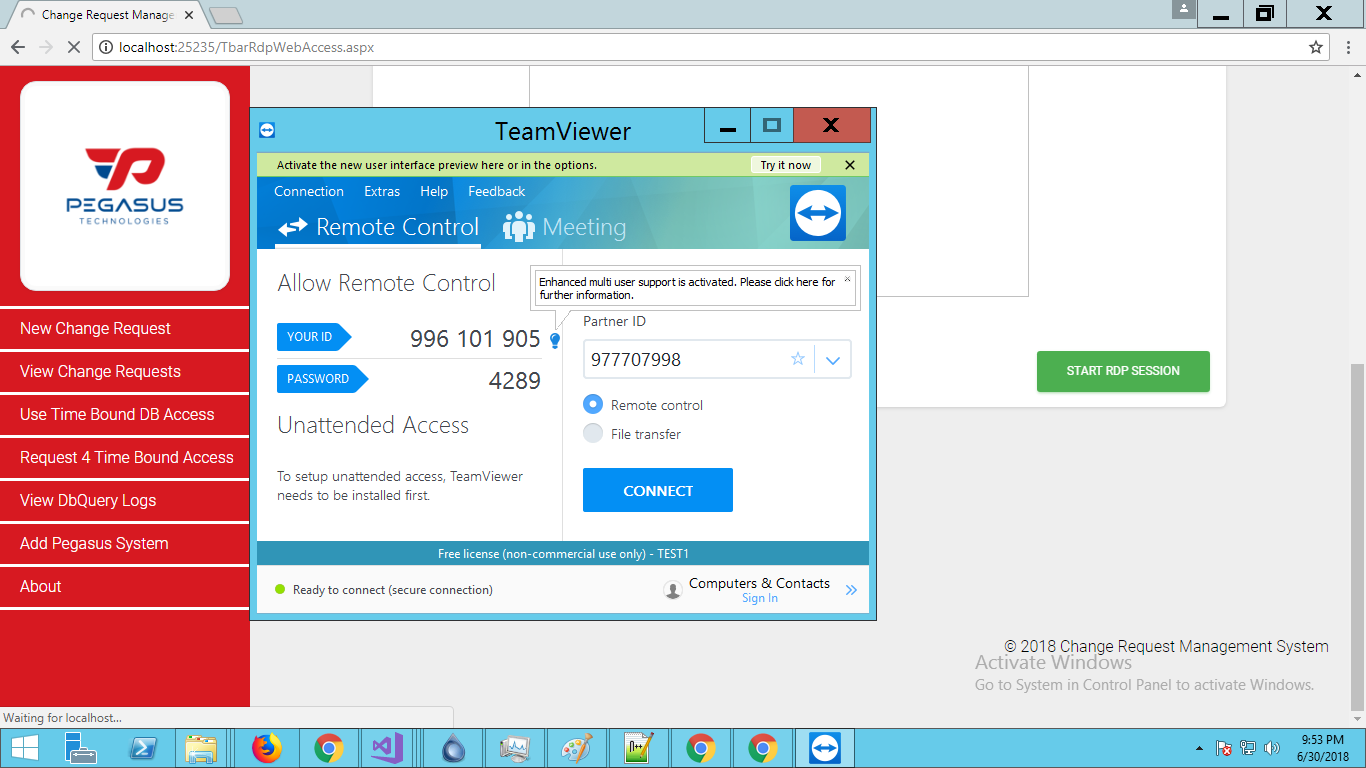 Change Request Manage
localhost:25235/TbarRdpWebAccess.aspx
PEGASUS
TECHNOLOGIES
New Change Request
View Change Requests
Use Time Bound DB Access
Request 4 Time Bound Access
View DbQuery Logs
Add Pegasus System
About
TeamViewer
Activate the new user interface preview here or in the options.
Try it now
Connection Extras Help Feedback
Remote Control Meeting
Allow Remote Control
Enhanced multi user support is activated. Please click here for
further information.
YOUR ID 996 101 905
PASSWORD 4289
Unattended Access
To setup unattended access, TeamViewer
needs to be installed first.
Partner ID
977707998
Remote control
File transfer
CONNECT
Free license (non-commercial use only) - TEST1
Ready to connect (secure connection)
Computers & Contacts
Sign In
START RDP SESSION
© 2018 Change Request Management System
Activate Windows
Go to System in Control Panel to activate Windows.
Waiting for localhost...
N++
9:53 PM
6/30/2018